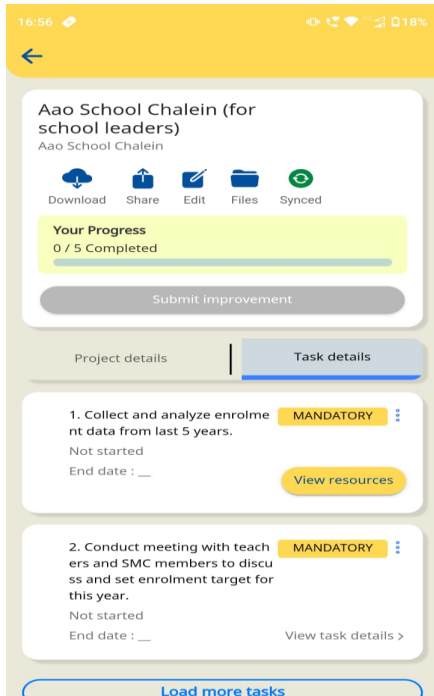 16:56
18%
Aao School Chalein (for
school leaders)
Aao School Chalein
Download Share Edit Files Synced
Your Progress
0 / 5 Completed
Submit improvement
Project details Task details
1. Collect and analyze enrolme
nt data from last 5 years.
MANDATORY
Not started
End date : __
View resources
2. Conduct meeting with teach
ers and SMC members to discu
ss and set enrolment target for
this year.
MANDATORY
Not started
End date : __
View task details >
Load more tasks